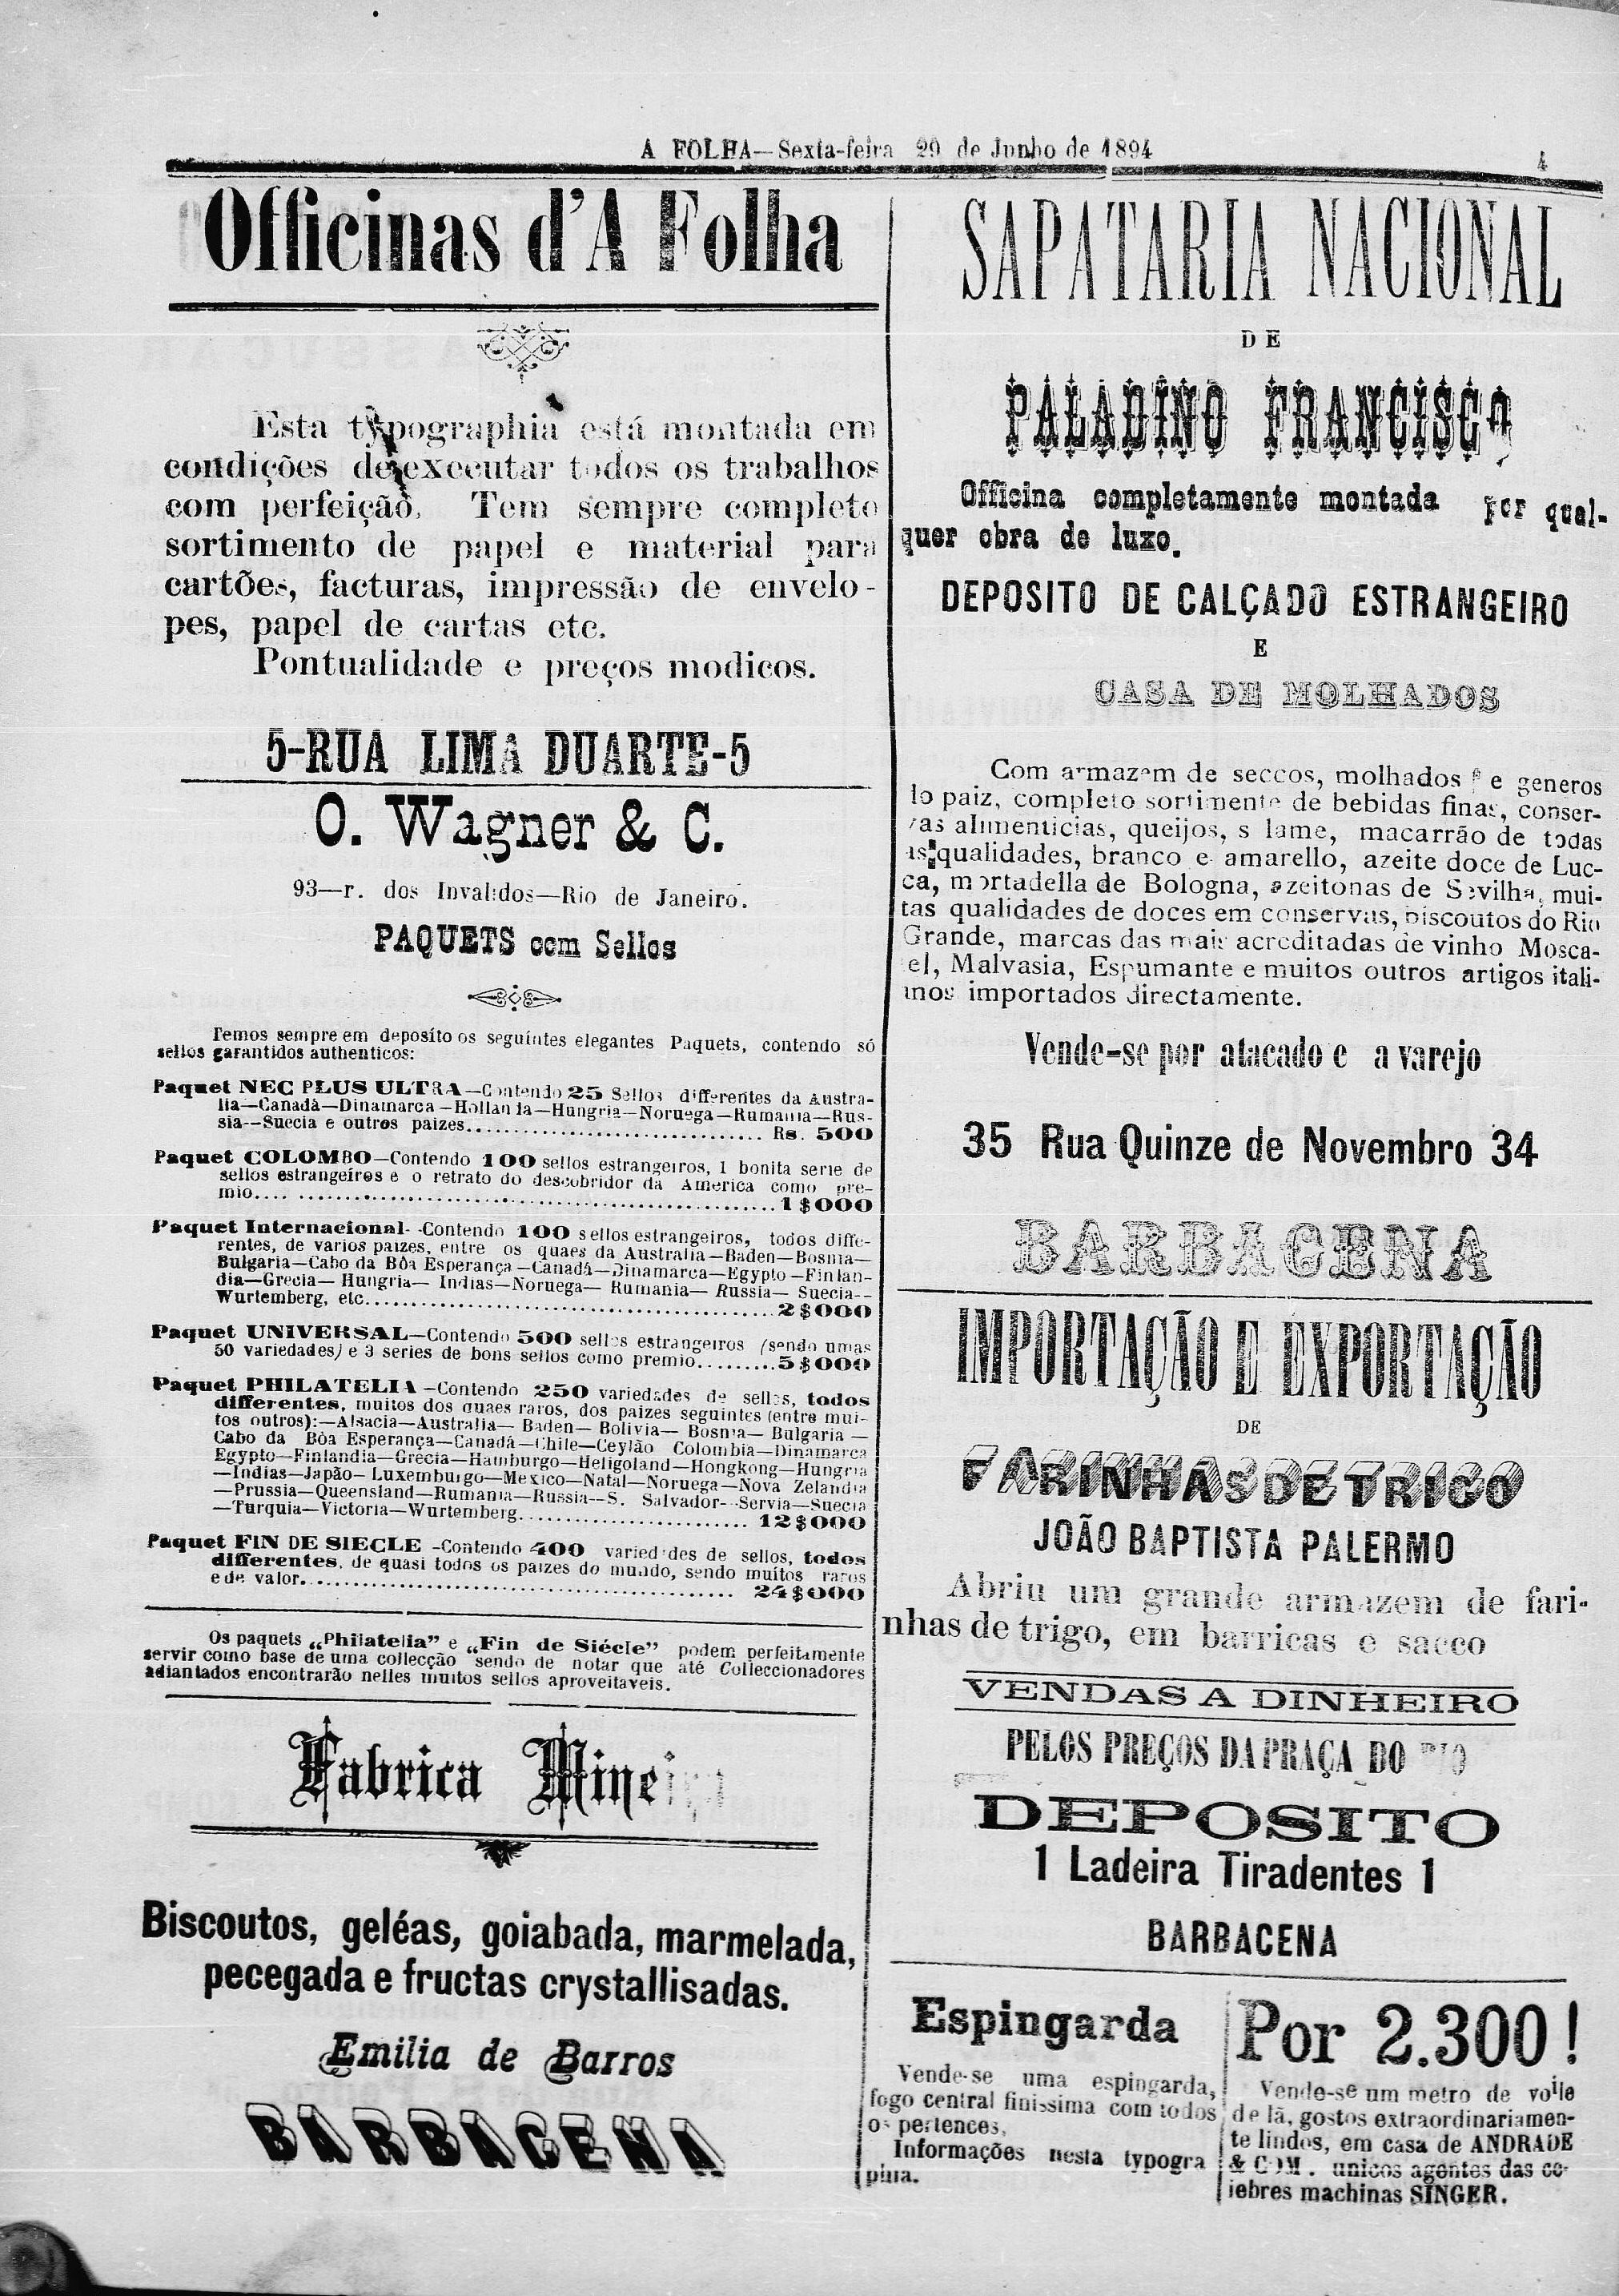 A FOLHA—Sexta-feira 29 de Junho de 1894
4
Officinas d'A Folha
Esta typographia está montada em
condições de executar todos os trabalhos
com perfeição. Tem sempre completo
sortimento de papel e material para
cartões, facturas, impressão de envelo-
pes, papel de cartas etc.
Pontualidade e preços modicos.
5-RUA LIMA DUARTE-5
O. Wagner & C.
93—r. dos Invalidos—Rio de Janeiro.
PAQUETS com Sellos
Temos sempre em deposito os seguintes elegantes Paquets, contendo só
sellos garantidos authenticos:
Paquet NEC PLUS ULTRA—Contendo 25 Sellos differentes da Austra-
lia—Canadá—Dinamarca—Hollanda—Hungria—Noruega—Rumania—Rus-
sia—Suecia e outros paizes................................ Rs. 500
Paquet COLOMBO—Contendo 100 sellos estrangeiros, 1 bonita serie de
sellos estrangeiros e o retrato do descobridor da America como pre-
mio.... ....................................................1$000
Paquet Internacional—Contendo 100 sellos estrangeiros, todos diffe-
rentes, de varios paizes, entre os quaes da Australia—Baden—Bosnia—
Bulgaria—Cabo da Bôa Esperança—Canadá—Dinamarca—Egypto—Finlan-
dia—Grecia— Hungria— Indias—Noruega— Rumania— Russia— Suecia—
Wurtemberg, etc.............................................2$000
Paquet UNIVERSAL—Contendo 500 sellos estrangeiros (sendo umas
50 variedades) e 3 series de bons sellos como premio.........5$000
Paquet PHILATELIA—Contendo 250 variedades de sellos, todos
differentes, muitos dos quaes raros, dos paizes seguintes (entre mui-
tos outros):—Alsacia—Australia— Baden— Bolivia— Bosnia— Bulgaria—
Cabo da Bôa Esperança—Canadá—Chile—Ceylão Colombia—Dinamarca
Egypto—Finlandia—Grecia—Hamburgo—Heligoland—Hongkong—Hungria
—Indias—Japão—Luxemburgo—Mexico—Natal—Noruega—Nova Zelandia
—Prussia—Queensland—Rumania—Russia—S. Salvador—Servia—Suecia
—Turquia—Victoria—Wurtemberg......................... 12$000
Paquet FIN DE SIECLE—Contendo 400 variedades de sellos, todos
differentes, de quasi todos os paizes do mundo, sendo muitos raros
e de valor............................................... 24$000
Os paquets „Philatelia” e „Fin de Siécle” podem perfeitamente
servir como base de uma collecção sendo de notar que até Colleccionadores
adiantados encontrarão nelles muitos sellos aproveitaveis.
Fabrica Mineira
Biscoutos, geléas, goiabada, marmelada,
pecegada e fructas crystallisadas.
Emilia de Barros
BARBACENA
SAPATARIA NACIONAL
DE
PALADINO FRANCISCO
Officina completamente montada por qual-
quer obra de luxo.
DEPOSITO DE CALÇADO ESTRANGEIRO
E
CASA DE MOLHADOS
Com armazem de seccos, molhados e generos
lo paiz, completo sortimento de bebidas finas, conser-
vas alimenticias, queijos, s lame, macarrão de todas
as qualidades, branco e amarello, azeite doce de Luc-
ca, mortadella de Bologna, azeitonas de Sevilha, mui-
tas qualidades de doces em conservas, biscoutos do Rio
Grande, marcas das mais acreditadas de vinho Mosca-
el, Malvasia, Espumante e muitos outros artigos itali-
anos importados directamente.
Vende-se por atacado e a varejo
35 Rua Quinze de Novembro 34
BARBACENA
IMPORTAÇÃO E EXPORTAÇÃO
DE
FARINHAS DE TRIGO
JOÃO BAPTISTA PALERMO
Abriu um grande armazem de fari-
nhas de trigo, em barricas e sacco
VENDAS A DINHEIRO
PELOS PREÇOS DA PRAÇA DO RIO
DEPOSITO
1 Ladeira Tiradentes 1
BARBACENA
Espingarda
Vende-se uma espingarda,
fogo central finissima com todos
os pertences.
Informações nesta typogra
phia.
Por 2.300!
Vende-se um metro de voile
de lã, gostos extraordinariamen-
te lindos, em casa de ANDRADE
& COM. unicos agentes das ce-
lebres machinas SINGER.